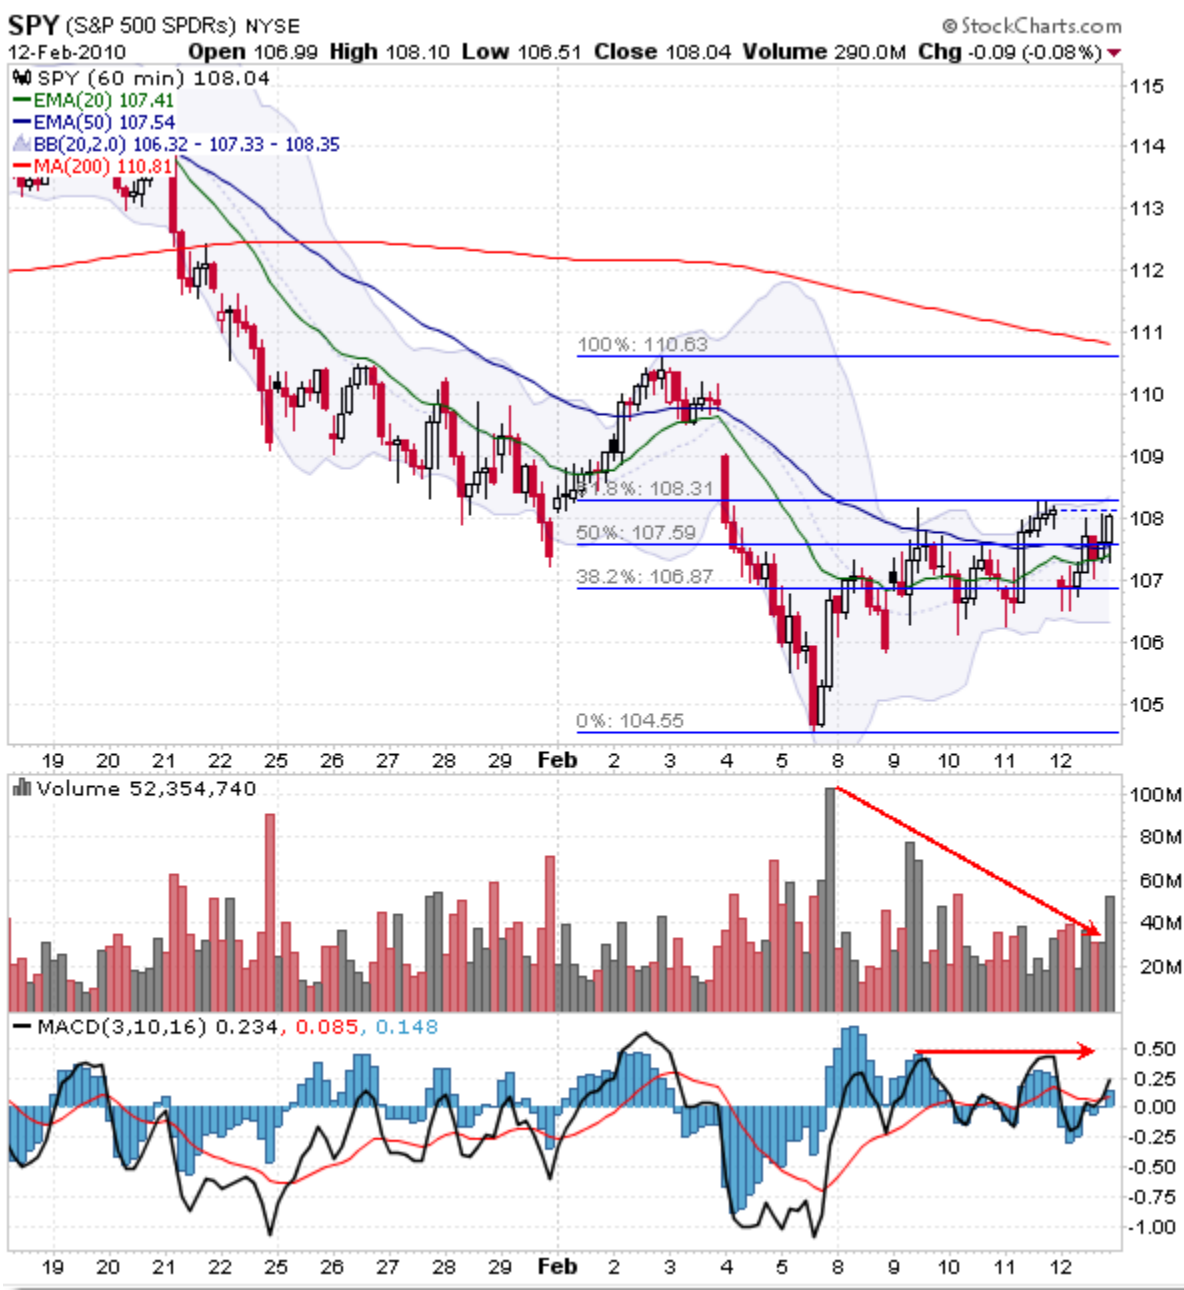 SPY (S&P 500 SPDRs) NYSE © StockCharts.com
12-Feb-2010 Open 106.99 High 108.10 Low 106.51 Close 108.04 Volume 290.0M Chg -0.09 (-0.08%)
SPY (60 min) 108.04
EMA(20) 107.41
EMA(50) 107.54
BB(20,2.0) 106.32 - 107.33 - 108.35
MA(200) 110.81
115
114
113
112
111
110
109
108
107
106
105
100%: 110.63
61.8%: 108.31
50%: 107.59
38.2%: 106.87
0%: 104.55
19 20 21 22 25 26 27 28 29 Feb 2 3 4 5 8 9 10 11 12
Volume 52,354,740
100M
80M
60M
40M
20M
MACD(3,10,16) 0.234, 0.085, 0.148
0.50
0.25
0.00
-0.25
-0.50
-0.75
-1.00
19 20 21 22 25 26 27 28 29 Feb 2 3 4 5 8 9 10 11 12